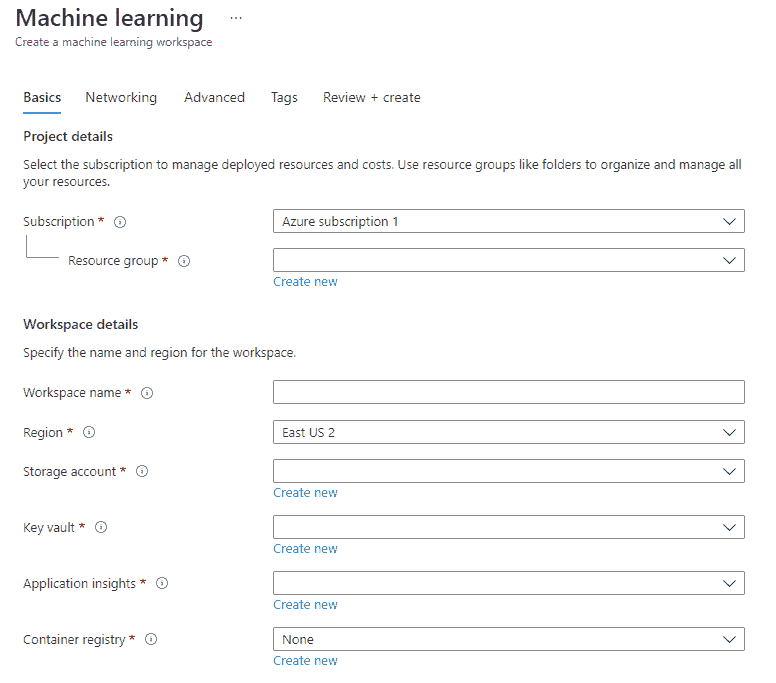 Machine learning ...
Create a machine learning workspace
Basics Networking Advanced Tags Review + create
Project details
Select the subscription to manage deployed resources and costs. Use resource groups like folders to organize and manage all
your resources.
Subscription * Azure subscription 1
Resource group *
Create new
Workspace details
Specify the name and region for the workspace.
Workspace name *
Region * East US 2
Storage account *
Create new
Key vault *
Create new
Application insights *
Create new
Container registry * None
Create new